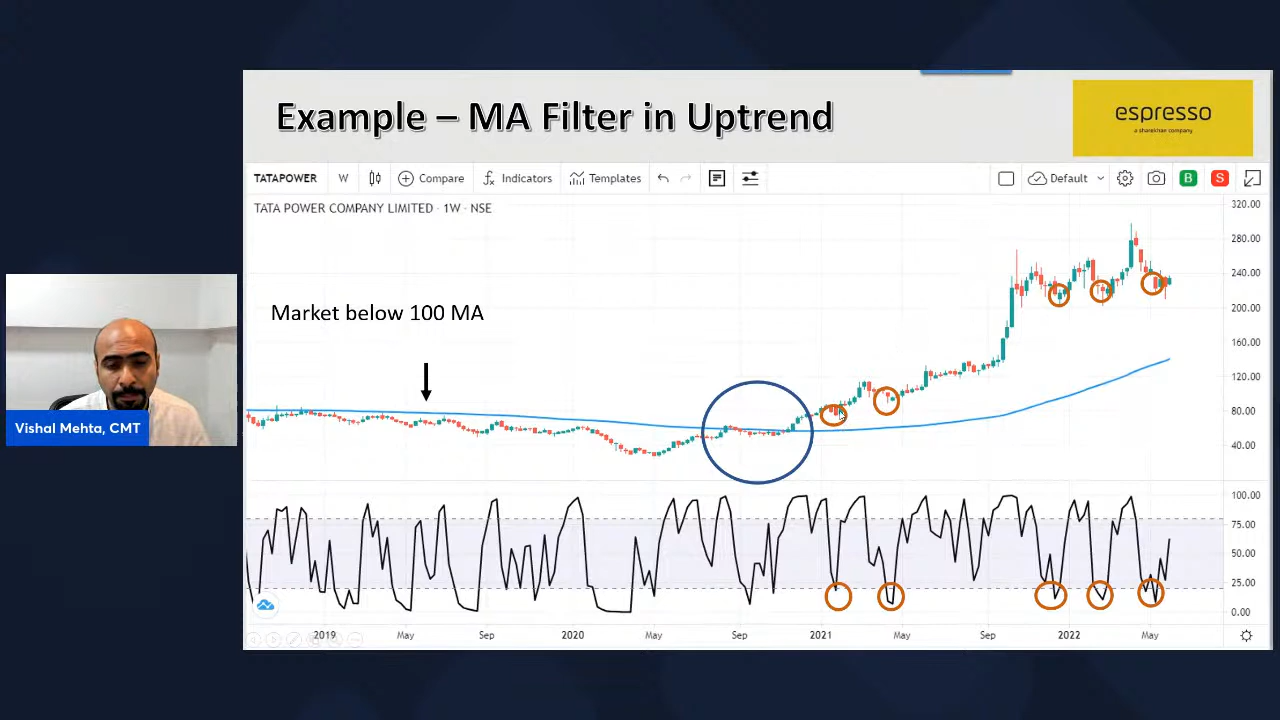 Example – MA Filter in Uptrend
espresso
a sharekhan company
TATAPOWER W Compare Indicators Templates Default B S
TATA POWER COMPANY LIMITED · 1W · NSE
320.00
280.00
240.00
200.00
160.00
120.00
80.00
40.00
Market below 100 MA
Vishal Mehta, CMT
100.00
75.00
50.00
25.00
0.00
2019 May Sep 2020 May Sep 2021 May Sep 2022 May